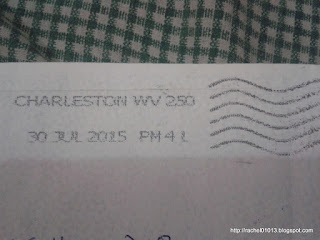 CHARLESTON WV 250
30 JUL 2015 PM 4 L
http://rachel01013.blogspot.com